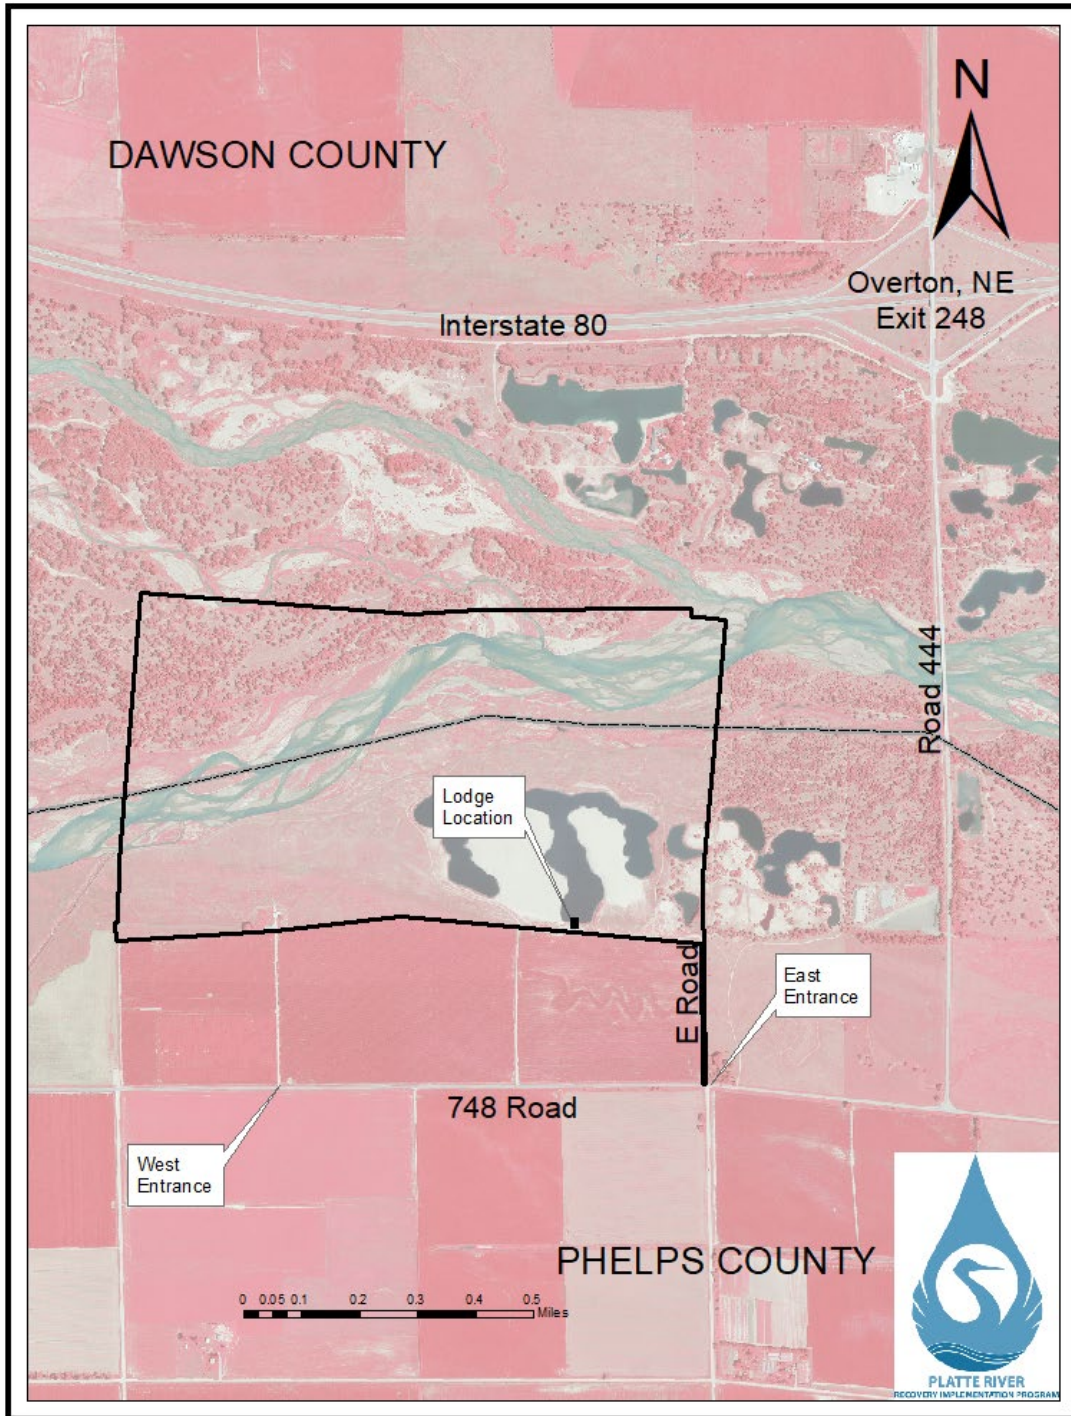 N
DAWSON COUNTY
Overton, NE
Exit 248
Interstate 80
Road 444
Lodge
Location
E Road
East
Entrance
748 Road
West
Entrance
PHELPS COUNTY
0 0.05 0.1 0.2 0.3 0.4 0.5
Miles
PLATTE RIVER
RECOVERY IMPLEMENTATION PROGRAM